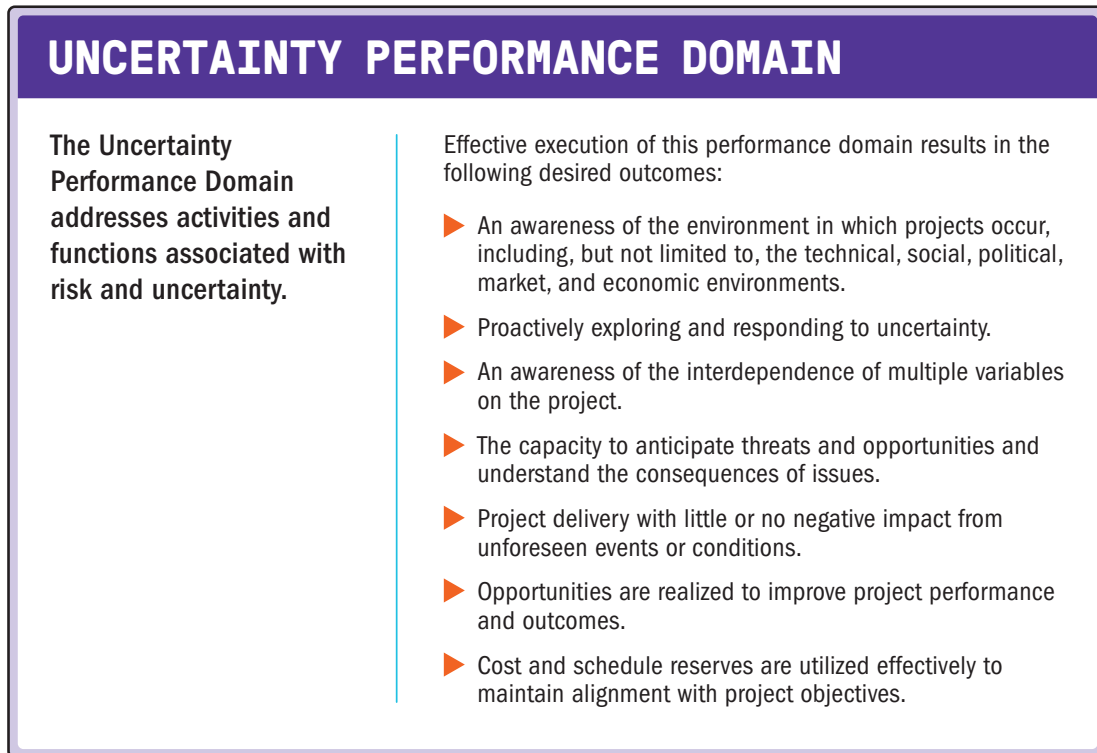 UNCERTAINTY PERFORMANCE DOMAIN
The Uncertainty
Performance Domain
addresses activities and
functions associated with
risk and uncertainty.
Effective execution of this performance domain results in the
following desired outcomes:
An awareness of the environment in which projects occur,
including, but not limited to, the technical, social, political,
market, and economic environments.
Proactively exploring and responding to uncertainty.
An awareness of the interdependence of multiple variables
on the project.
The capacity to anticipate threats and opportunities and
understand the consequences of issues.
Project delivery with little or no negative impact from
unforeseen events or conditions.
Opportunities are realized to improve project performance
and outcomes.
Cost and schedule reserves are utilized effectively to
maintain alignment with project objectives.